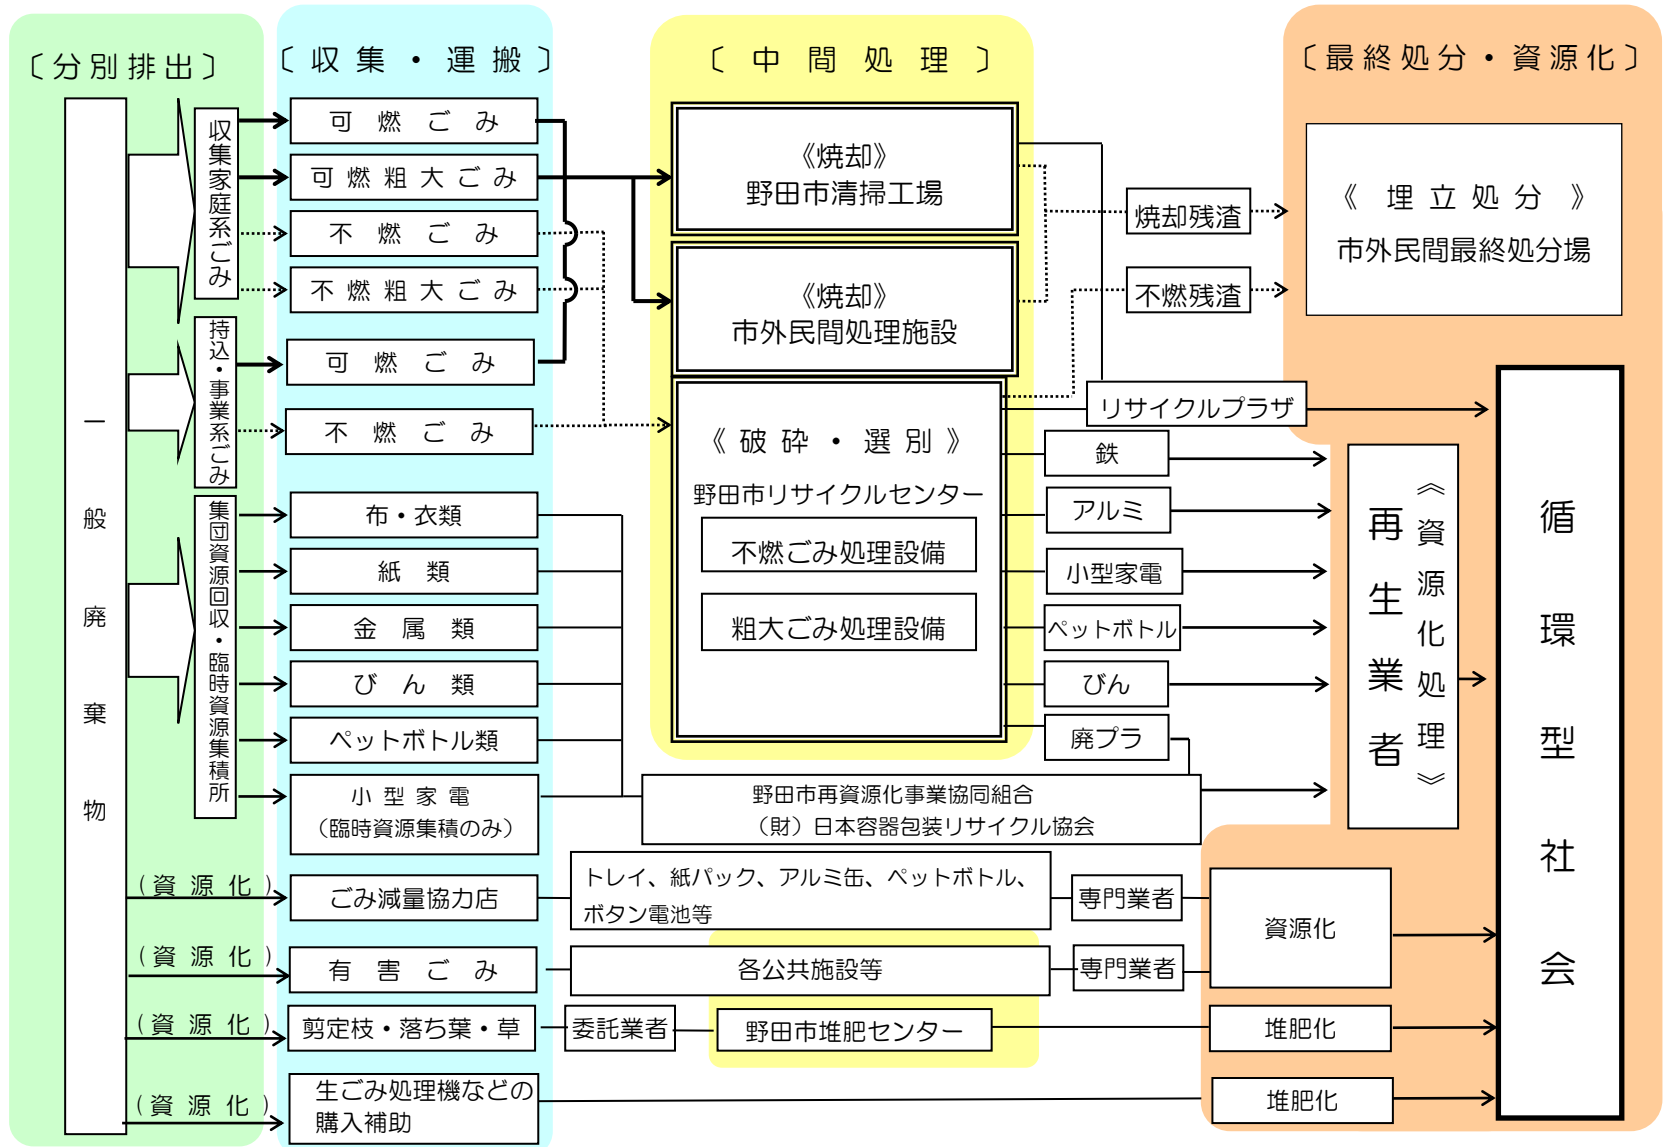 〔分別排出〕
〔収集・運搬〕
〔中間処理〕
〔最終処分・資源化〕
一般廃棄物
収集家庭系ごみ
可燃ごみ
可燃粗大ごみ
不燃ごみ
不燃粗大ごみ
持込・事業系ごみ
可燃ごみ
不燃ごみ
集団資源回収・臨時資源集積所
布・衣類
紙類
金属類
びん類
ペットボトル類
小型家電
（臨時資源集積のみ）
(資源化)
ごみ減量協力店
(資源化)
有害ごみ
(資源化)
剪定枝・落ち葉・草
(資源化)
生ごみ処理機などの
購入補助
《焼却》
野田市清掃工場
《焼却》
市外民間処理施設
《破砕・選別》
野田市リサイクルセンター
不燃ごみ処理設備
粗大ごみ処理設備
焼却残渣
不燃残渣
リサイクルプラザ
鉄
アルミ
小型家電
ペットボトル
びん
廃プラ
野田市再資源化事業協同組合
（財）日本容器包装リサイクル協会
トレイ、紙パック、アルミ缶、ペットボトル、
ボタン電池等
専門業者
各公共施設等
専門業者
委託業者
野田市堆肥センター
《埋立処分》
市外民間最終処分場
《資源化処理》
再生業者
資源化
堆肥化
堆肥化
循環型社会